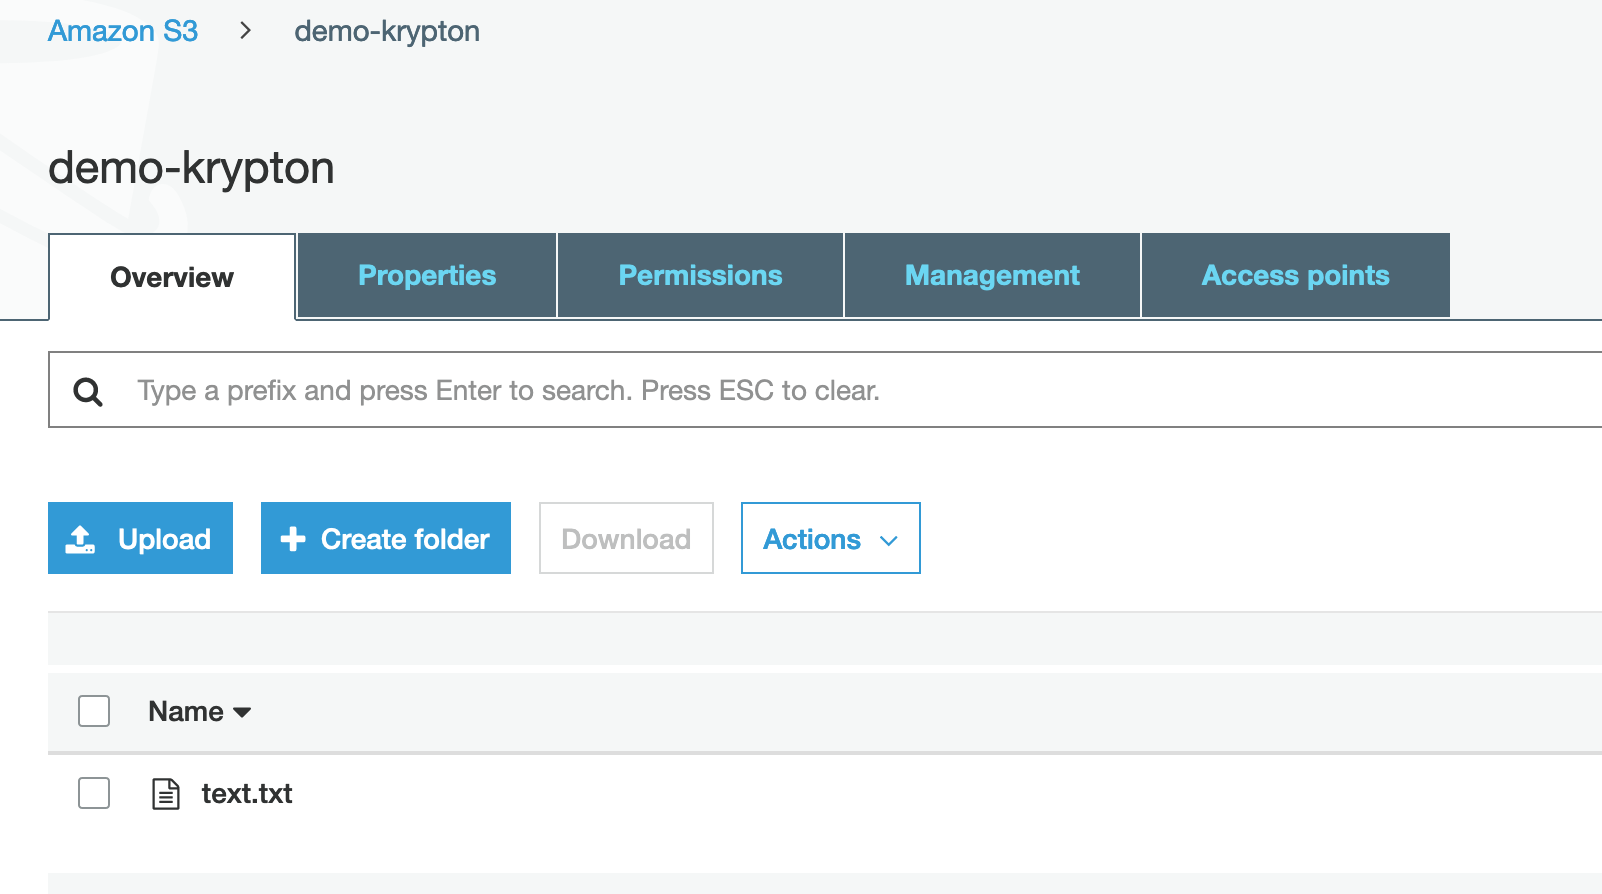 Amazon S3 > demo-krypton
demo-krypton
Overview Properties Permissions Management Access points
Type a prefix and press Enter to search. Press ESC to clear.
Upload Create folder Download Actions
Name
text.txt